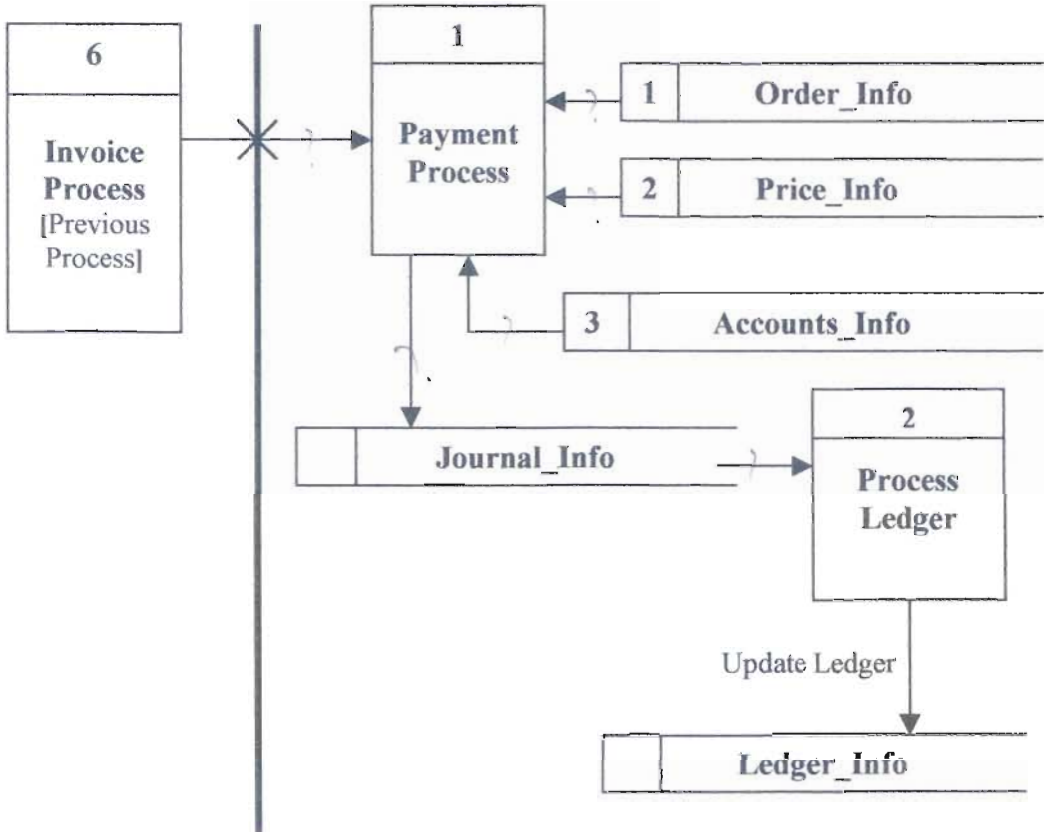 6
Invoice
Process
[Previous
Process]
1
Payment
Process
1 Order_Info
2 Price_Info
3 Accounts_Info
Journal_Info
2
Process
Ledger
Update Ledger
Ledger_Info